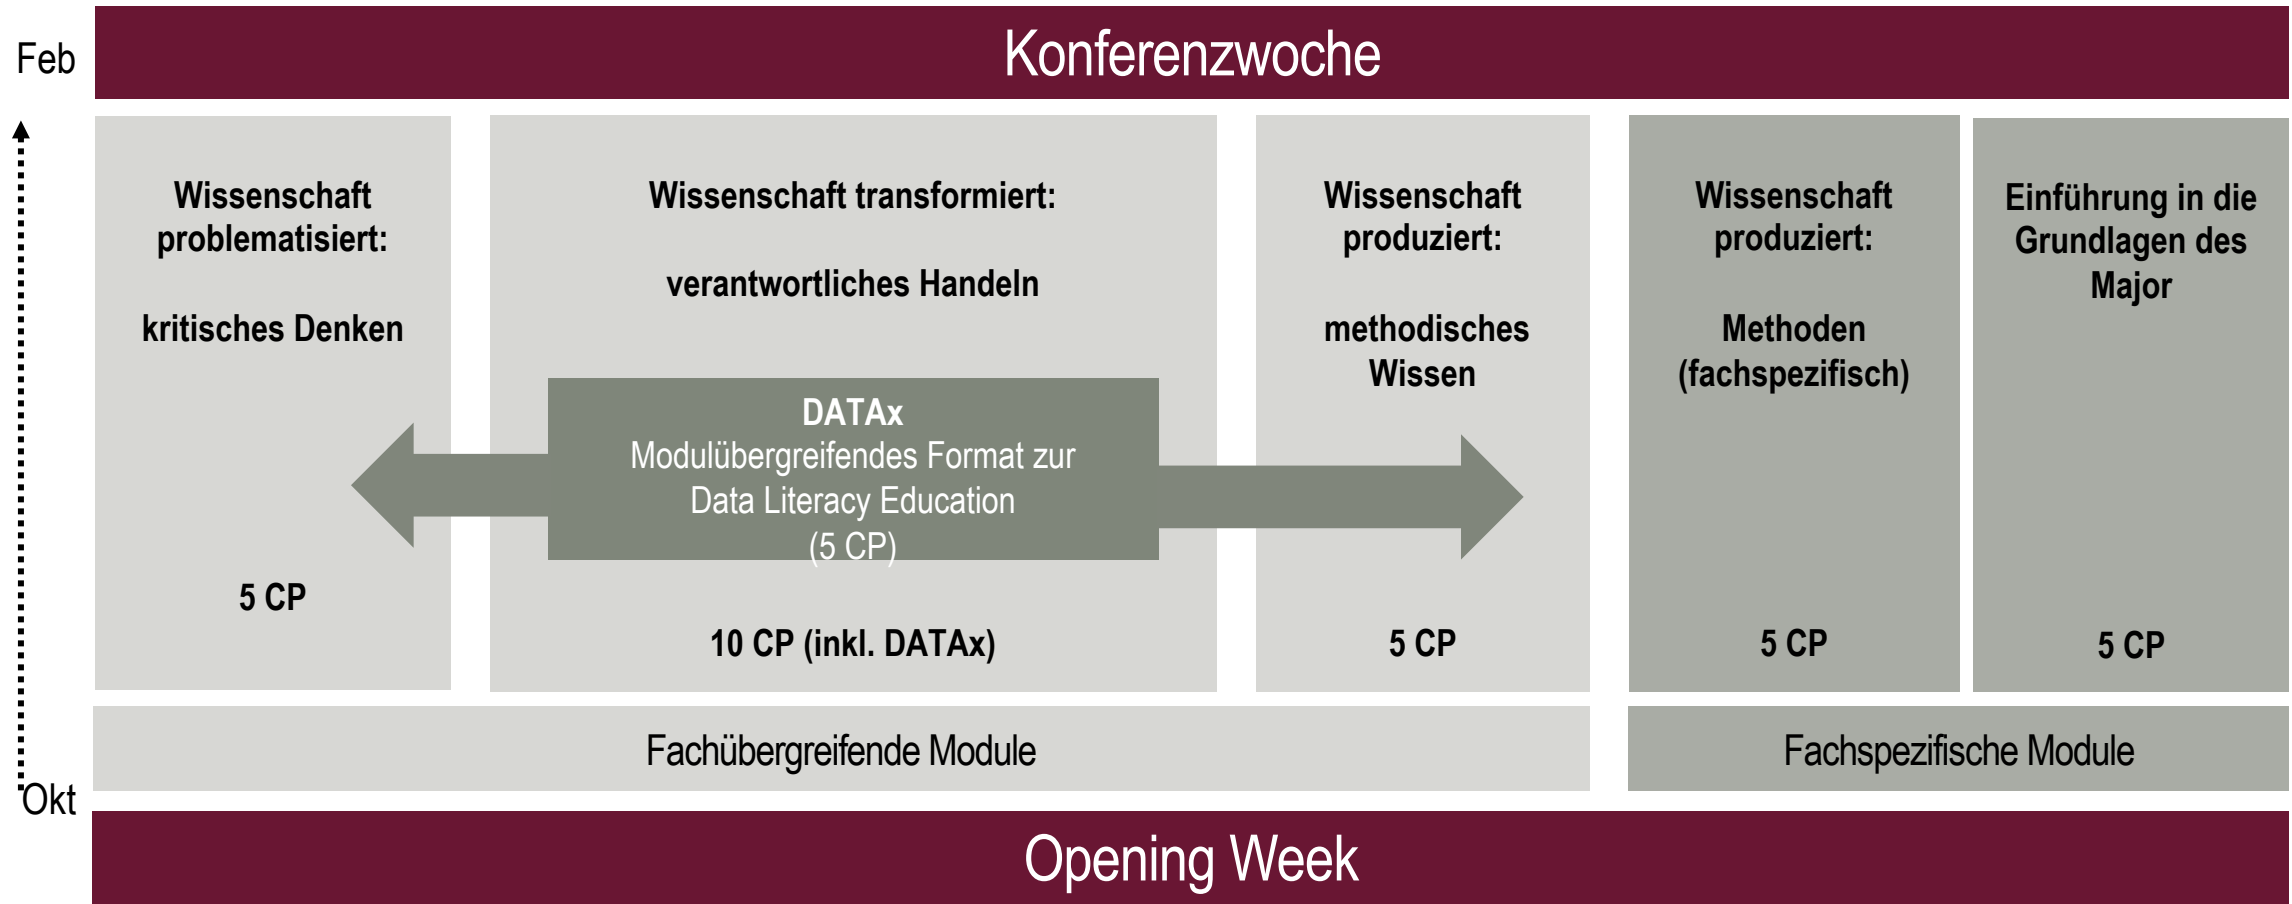 Feb
Konferenzwoche
Wissenschaft
problematisiert:
kritisches Denken
5 CP
Wissenschaft transformiert:
verantwortliches Handeln
DATAx
Modulübergreifendes Format zur
Data Literacy Education
(5 CP)
10 CP (inkl. DATAx)
Wissenschaft
produziert:
methodisches
Wissen
5 CP
Wissenschaft
produziert:
Methoden
(fachspezifisch)
5 CP
Einführung in die
Grundlagen des
Major
5 CP
Fachübergreifende Module
Fachspezifische Module
Okt
Opening Week